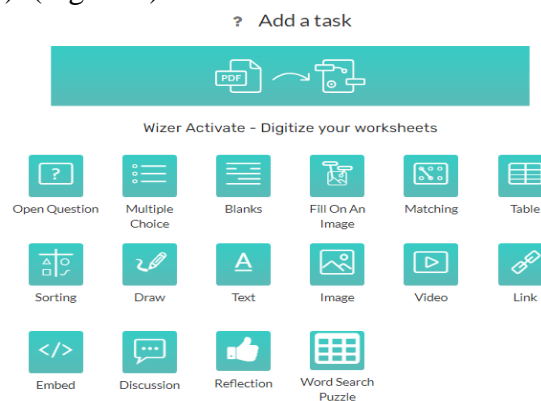 ? Add a task
PDF
Wizer Activate - Digitize your worksheets
Open Question Multiple Choice Blanks Fill On An Image Matching Table
Sorting Draw Text Image Video Link
Embed Discussion Reflection Word Search Puzzle